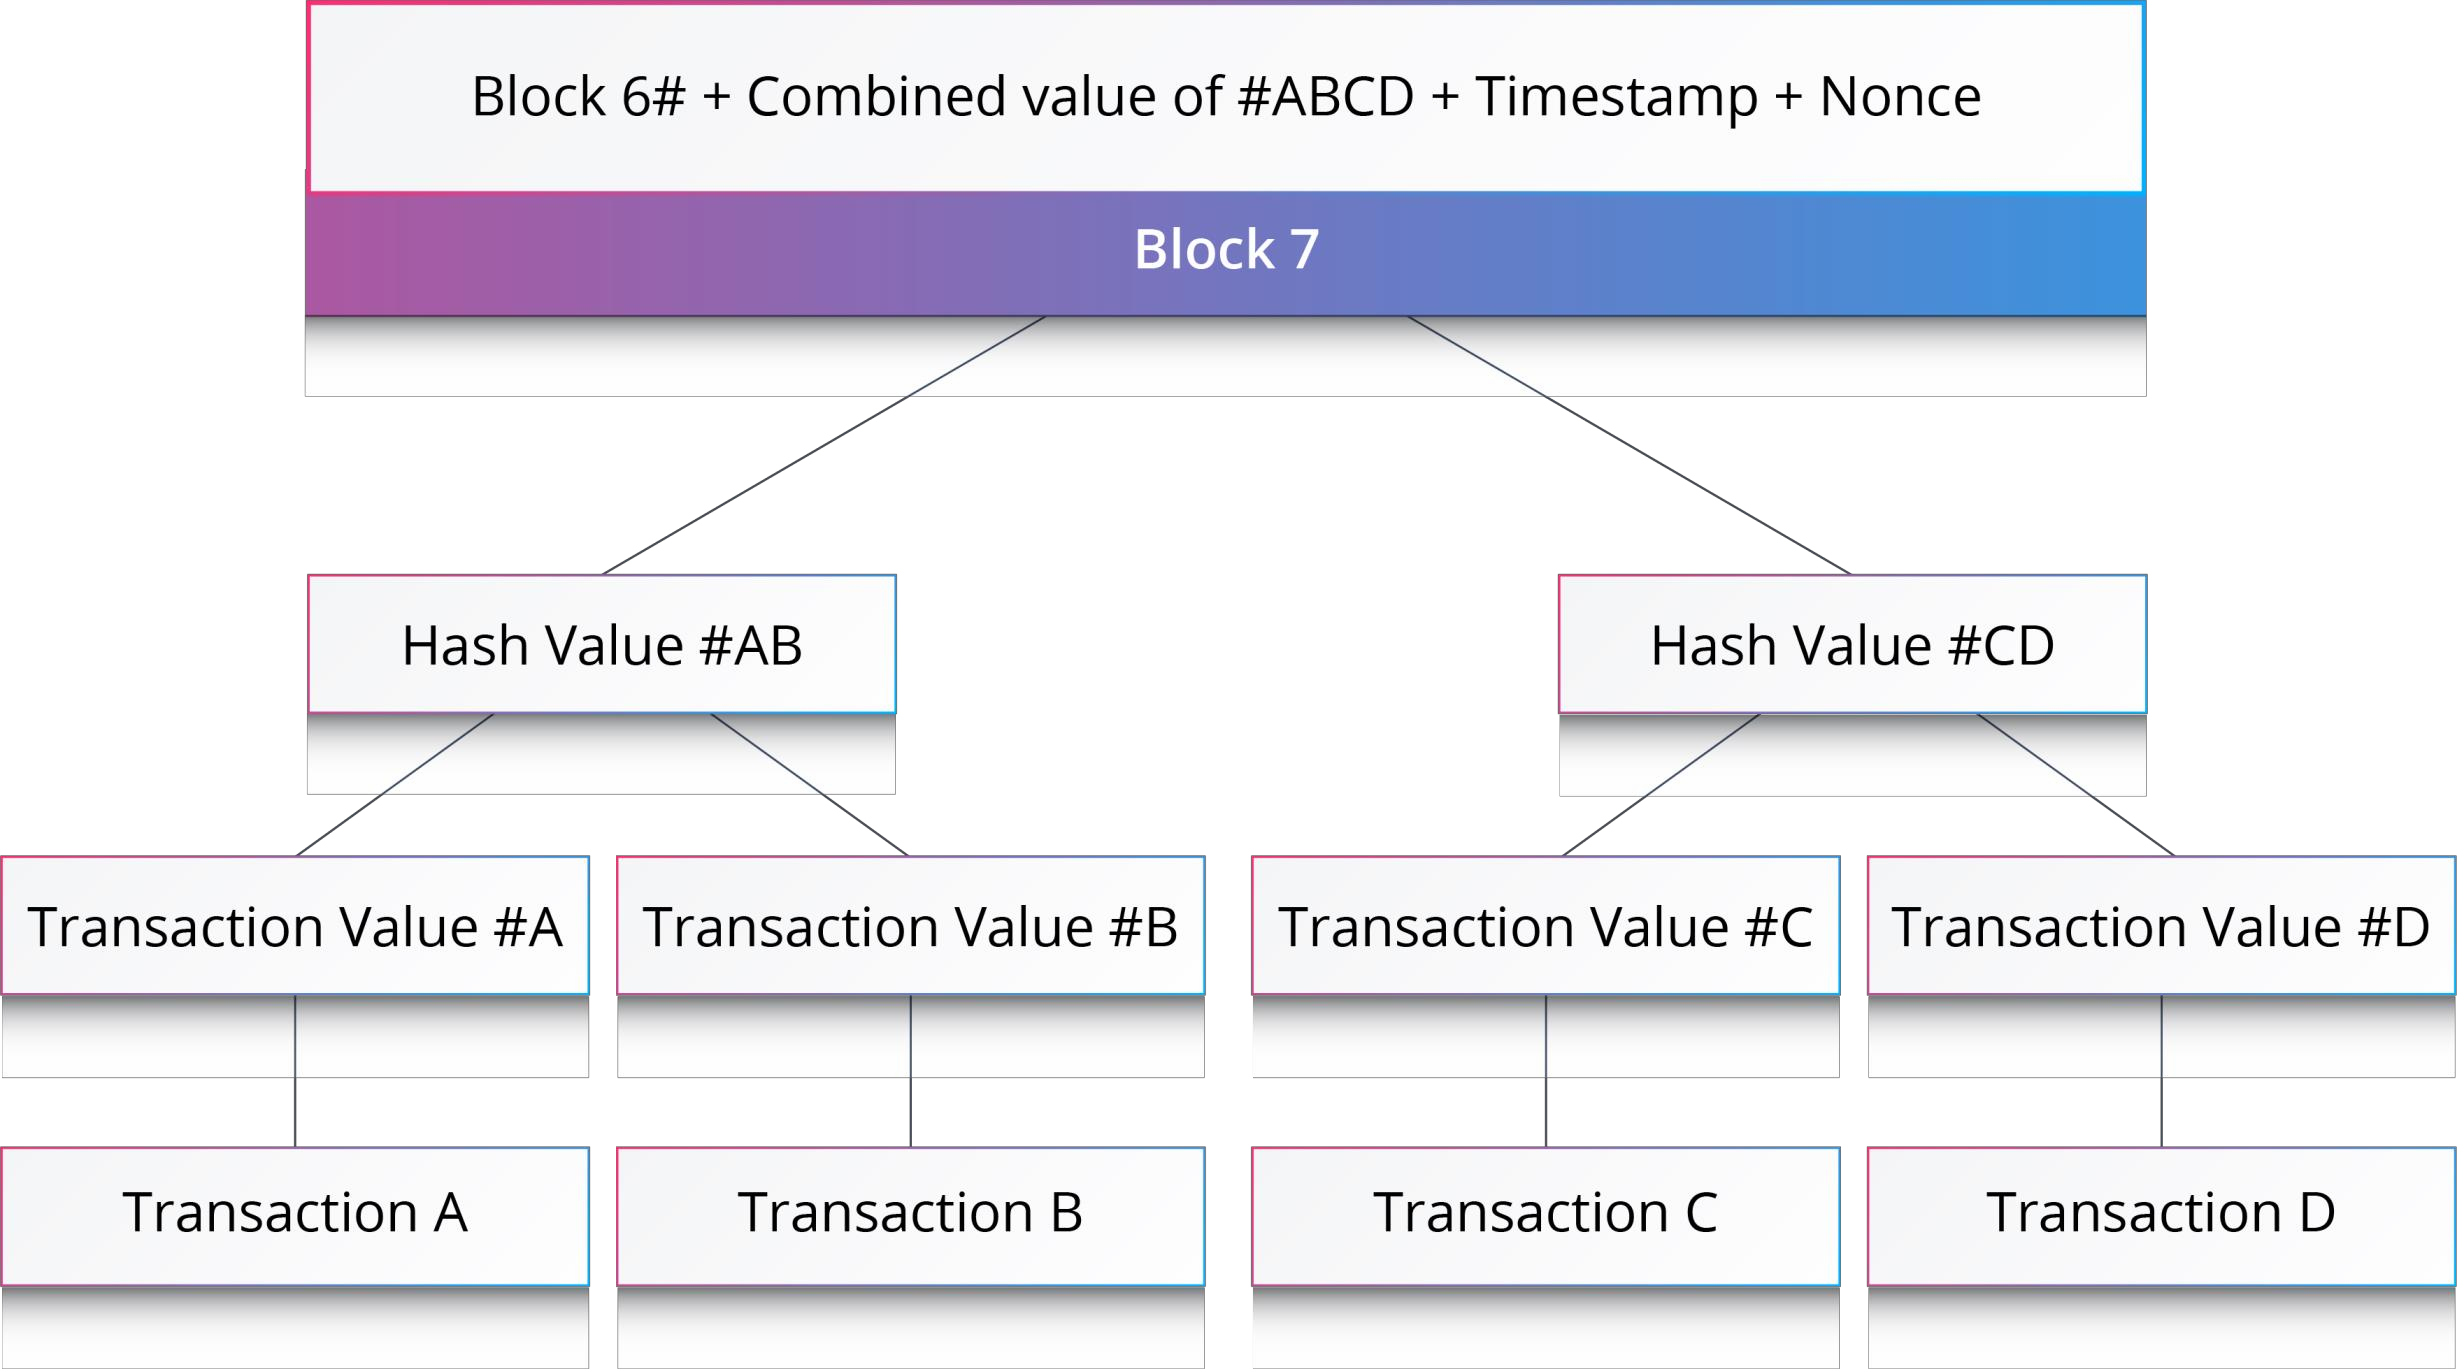 Block 6# + Combined value of #ABCD + Timestamp + Nonce
Block 7
Hash Value #AB
Hash Value #CD
Transaction Value #A
Transaction Value #B
Transaction Value #C
Transaction Value #D
Transaction A
Transaction B
Transaction C
Transaction D